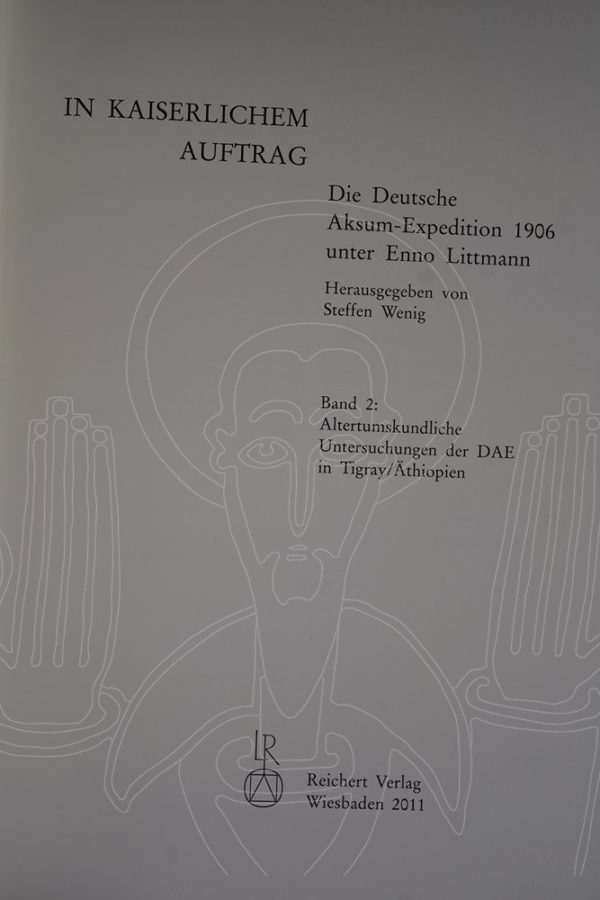 IN KAISERLICHEM
AUFTRAG
Die Deutsche
Aksum-Expedition 1906
unter Enno Littmann
Herausgegeben von
Steffen Wenig
Band 2:
Altertumskundliche
Untersuchungen der DAE
in Tigray/Äthiopien
LR
Reichert Verlag
Wiesbaden 2011